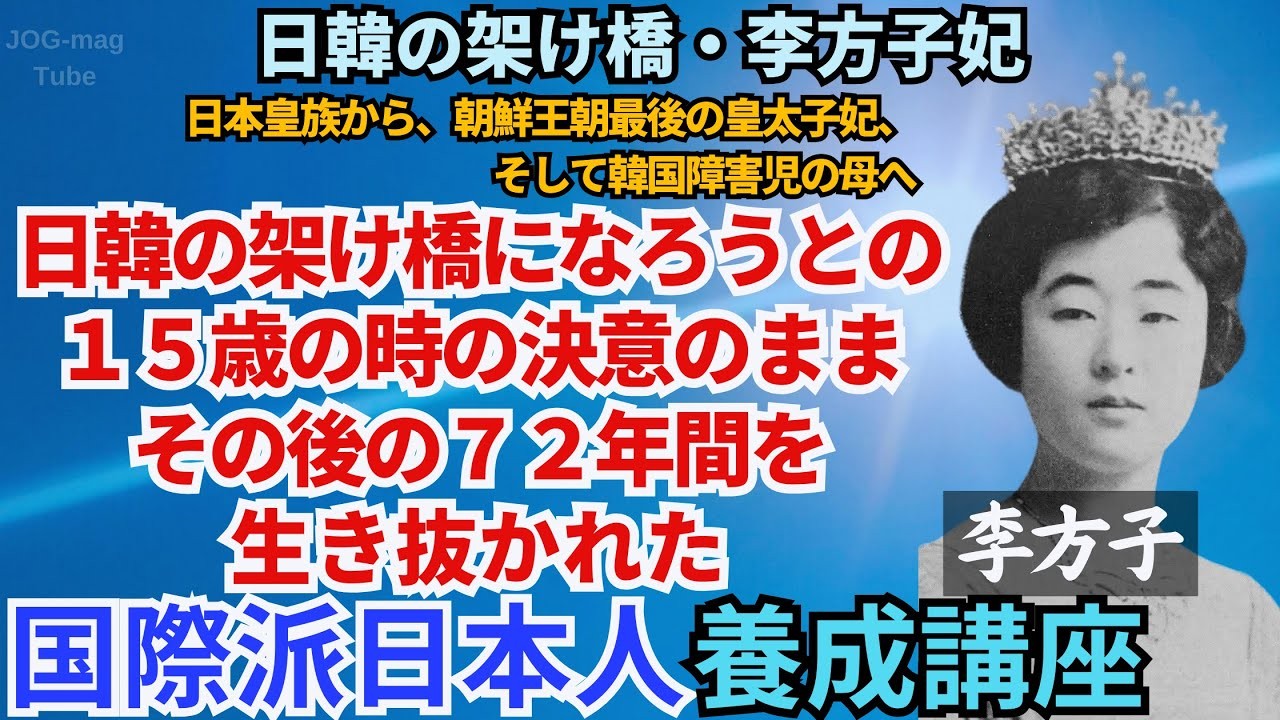 JOG-mag
Tube
日韓の架け橋・李方子妃
日本皇族から、朝鮮王朝最後の皇太子妃、
そして韓国障害児の母へ
日韓の架け橋になろうとの
１５歳の時の決意のまま
その後の７２年間を
生き抜かれた
李方子
国際派日本人養成講座